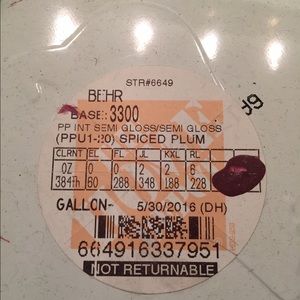 STR#6649
BEHR
BASE: 3300
PP INT SEMI GLOSS/SEMI GLOSS
(PPU1-20) SPICED PLUM
CLRNT EL FL JL KXL RL
OZ 0 0 2 2 6
384th 60 288 348 188 228
GALLON- 5/30/2016 (DH)
664916337951
NOT RETURNABLE